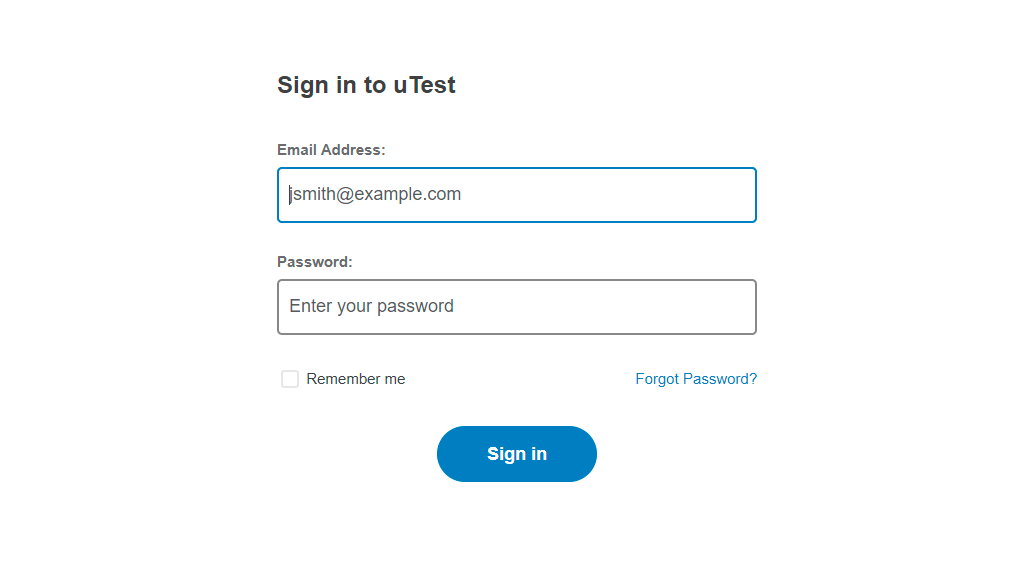 Sign in to uTest
Email Address:
jsmith@example.com
Password:
Enter your password
Remember me Forgot Password?
Sign in